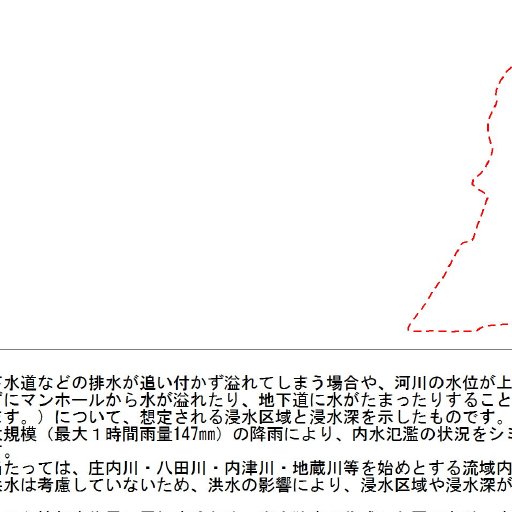 水道などの排水が追い付かず溢れてしまう場合や、河川の水位が上
にマンホールから水が溢れたり、地下道に水がたまったりすること
す。）について、想定される浸水区域と浸水深を示したものです。
規模（最大１時間雨量147㎜）の降雨により、内水氾濫の状況をシ
。
たっては、庄内川・八田川・内津川・地蔵川等を始めとする流域内
水は考慮していないため、洪水の影響により、浸水区域や浸水深が